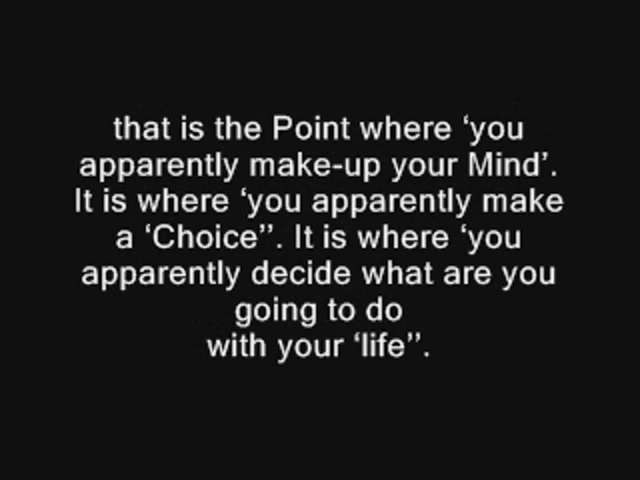 that is the Point where ‘you
apparently make-up your Mind’.
It is where ‘you apparently make
a ‘Choice’’. It is where ‘you
apparently decide what are you
going to do
with your ‘life’’.